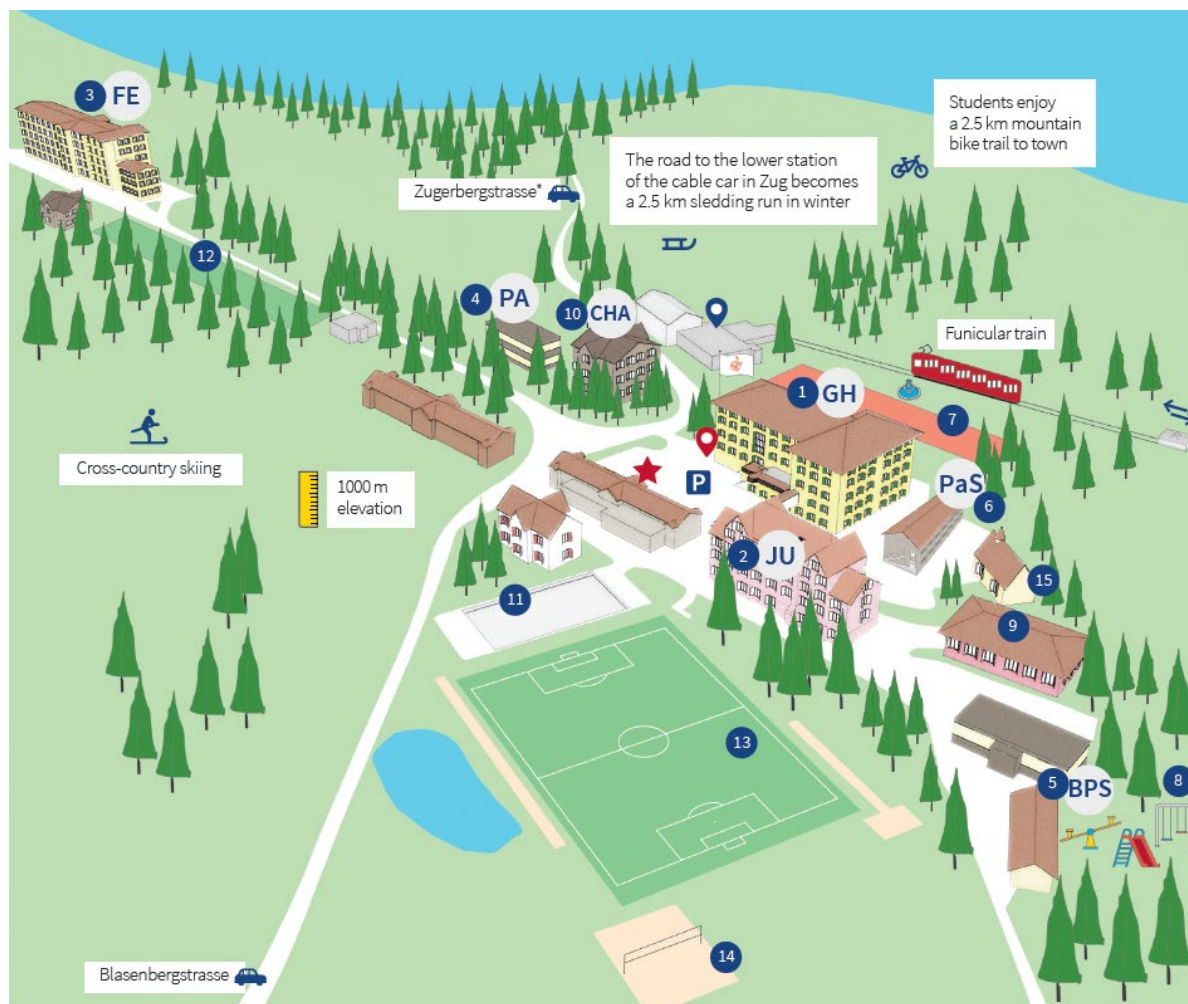 3 FE
Students enjoy
a 2.5 km mountain
bike trail to town
The road to the lower station
of the cable car in Zug becomes
a 2.5 km sledding run in winter
Zugerbergstrasse*
12
4 PA
10 CHA
Funicular train
1 GH
7
Cross-country skiing
1000 m
elevation
P
PaS
6
2 JU
15
11
9
13
5 BPS
8
14
Blasenbergstrasse